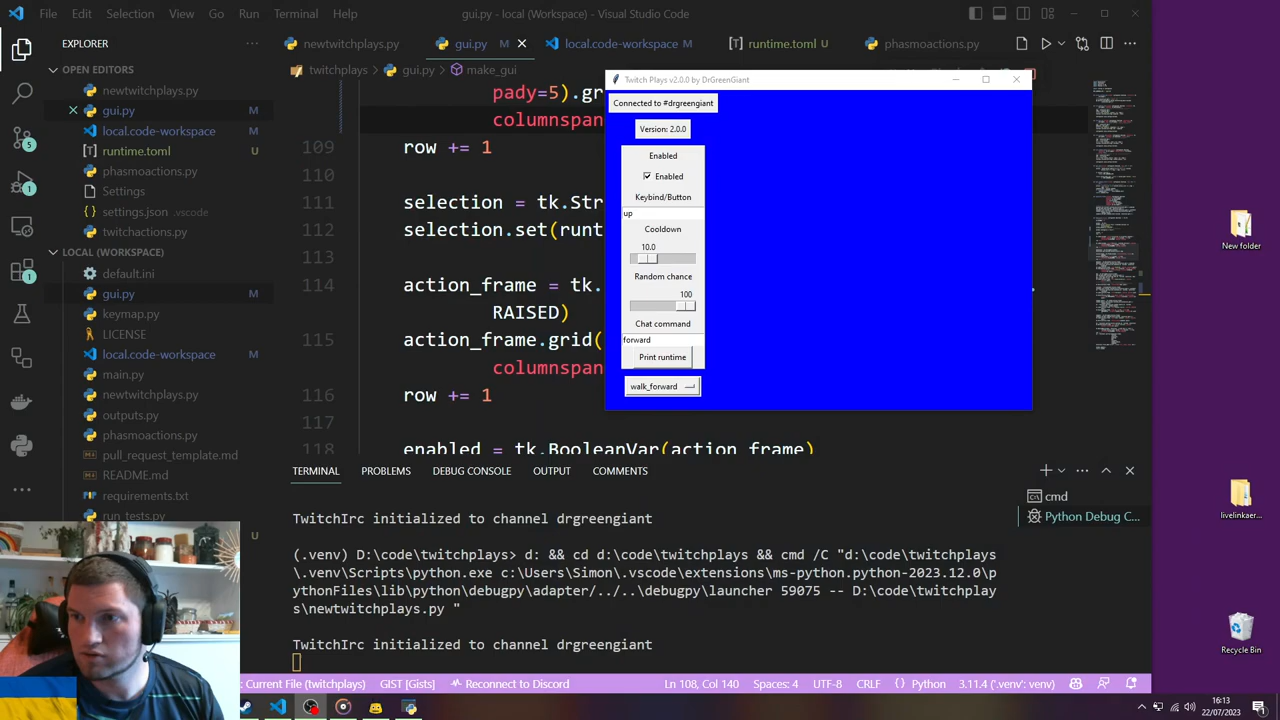 File Edit Selection View Go Run Terminal Help
gui.py - local (Workspace) - Visual Studio Code
EXPLORER
newtwitchplays.py
gui.py M
local.code-workspace M
runtime.toml U
phasmoactions.py
OPEN EDITORS
newtwitchplays.py
gui.py M
local.code-workspace M
runtime.toml U
phasmoactions.py
Settings
settings.json .vscode
twitchactions.py
LOCAL (WORKSPACE)
default.ini
gui.py M
keymap.py
LICENSE
local.code-workspace M
main.py
newtwitchplays.py
outputs.py
phasmoactions.py
pull_request_template.md
README.md
requirements.txt
run_tests.py
twitchplays > gui.py > make_gui
pady=5).gr
columnspan
row += 1
selection = tk.Str
selection.set(runt
action_frame = tk.
RAISED)
action_frame.grid(
columnspan
116 row += 1
117
118 enabled = tk.BooleanVar(action_frame)
Twitch Plays v2.0.0 by DrGreenGiant
Connected to #drgreengiant
Version: 2.0.0
Enabled
Enabled
Keybind/Button
up
Cooldown
10.0
Random chance
100
Chat command
forward
Print runtime
walk_forward
TERMINAL PROBLEMS DEBUG CONSOLE OUTPUT COMMENTS
cmd
Python Debug C...
TwitchIrc initialized to channel drgreengiant
(.venv) D:\code\twitchplays> d: && cd d:\code\twitchplays && cmd /C "d:\code\twitchplays
\.venv\Scripts\python.exe c:\Users\Simon\.vscode\extensions\ms-python.python-2023.12.0\p
ythonFiles\lib\python\debugpy\adapter/../..\debugpy\launcher 59075 -- D:\code\twitchplay
s\newtwitchplays.py "
TwitchIrc initialized to channel drgreengiant
: Current File (twitchplays) GIST [Gists] Reconnect to Discord Ln 108, Col 140 Spaces: 4 UTF-8 CRLF Python 3.11.4 ('.venv': venv)
New folder
livelinkaer...
Recycle Bin
16:13
22/07/2023